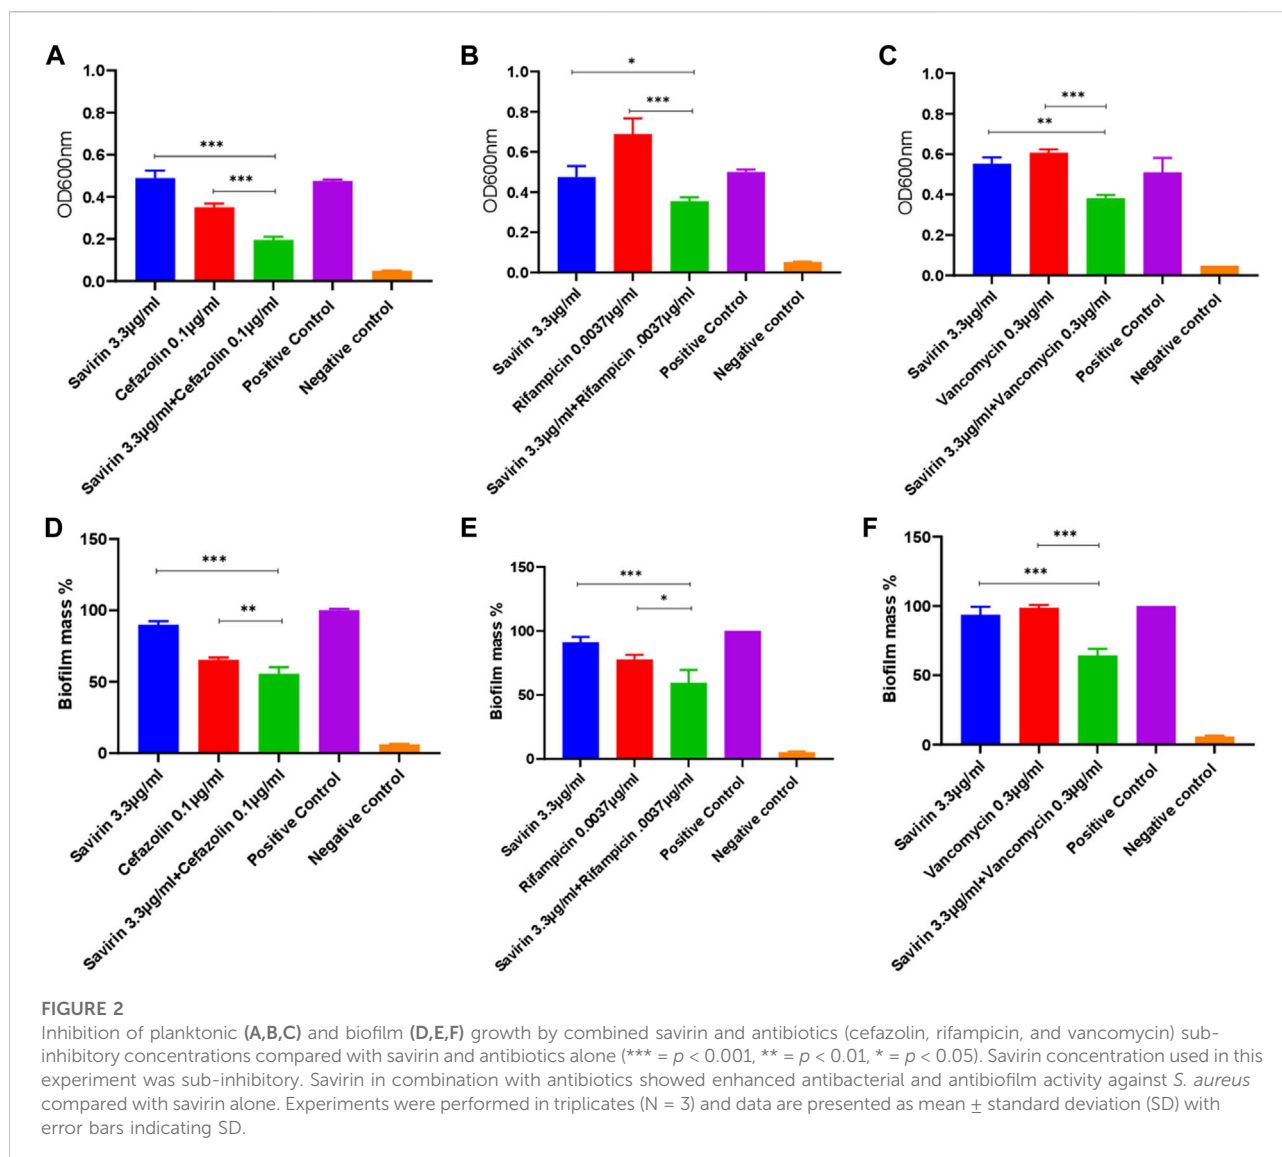 A
1.0
0.8
0.6
0.4
0.2
0.0
OD600nm
***
***
Savirin 3.3µg/ml
Cefazolin 0.1µg/ml
Savirin 3.3µg/ml+Cefazolin 0.1µg/ml
Positive Control
Negative control
B
1.0
0.8
0.6
0.4
0.2
0.0
OD600nm
*
***
Savirin 3.3µg/ml
Rifampicin 0.0037µg/ml
Savirin 3.3µg/ml+Rifampicin .0037µg/ml
Positive Control
Negative control
C
1.0
0.8
0.6
0.4
0.2
0.0
OD600nm
***
**
Savirin 3.3µg/ml
Vancomycin 0.3µg/ml
Savirin 3.3µg/ml+Vancomycin 0.3µg/ml
Positive Control
Negative control
D
150
100
50
0
Biofilm mass %
***
**
Savirin 3.3µg/ml
Cefazolin 0.1µg/ml
Savirin 3.3µg/ml+Cefazolin 0.1µg/ml
Positive Control
Negative control
E
150
100
50
0
Biofilm mass %
***
*
Savirin 3.3µg/ml
Rifampicin 0.0037µg/ml
Savirin 3.3µg/ml+Rifampicin .0037µg/ml
Positive Control
Negative control
F
150
100
50
0
Biofilm mass %
***
***
Savirin 3.3µg/ml
Vancomycin 0.3µg/ml
Savirin 3.3µg/ml+Vancomycin 0.3µg/ml
Positive Control
Negative control
FIGURE 2
Inhibition of planktonic (A,B,C) and biofilm (D,E,F) growth by combined savirin and antibiotics (cefazolin, rifampicin, and vancomycin) sub-
inhibitory concentrations compared with savirin and antibiotics alone (*** = p < 0.001, ** = p < 0.01, * = p < 0.05). Savirin concentration used in this
experiment was sub-inhibitory. Savirin in combination with antibiotics showed enhanced antibacterial and antibiofilm activity against S. aureus
compared with savirin alone. Experiments were performed in triplicates (N = 3) and data are presented as mean ± standard deviation (SD) with
error bars indicating SD.